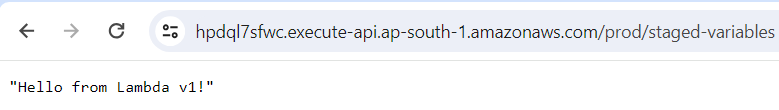 hpdql7sfwc.execute-api.ap-south-1.amazonaws.com/prod/staged-variables
"Hello from Lambda v1!"